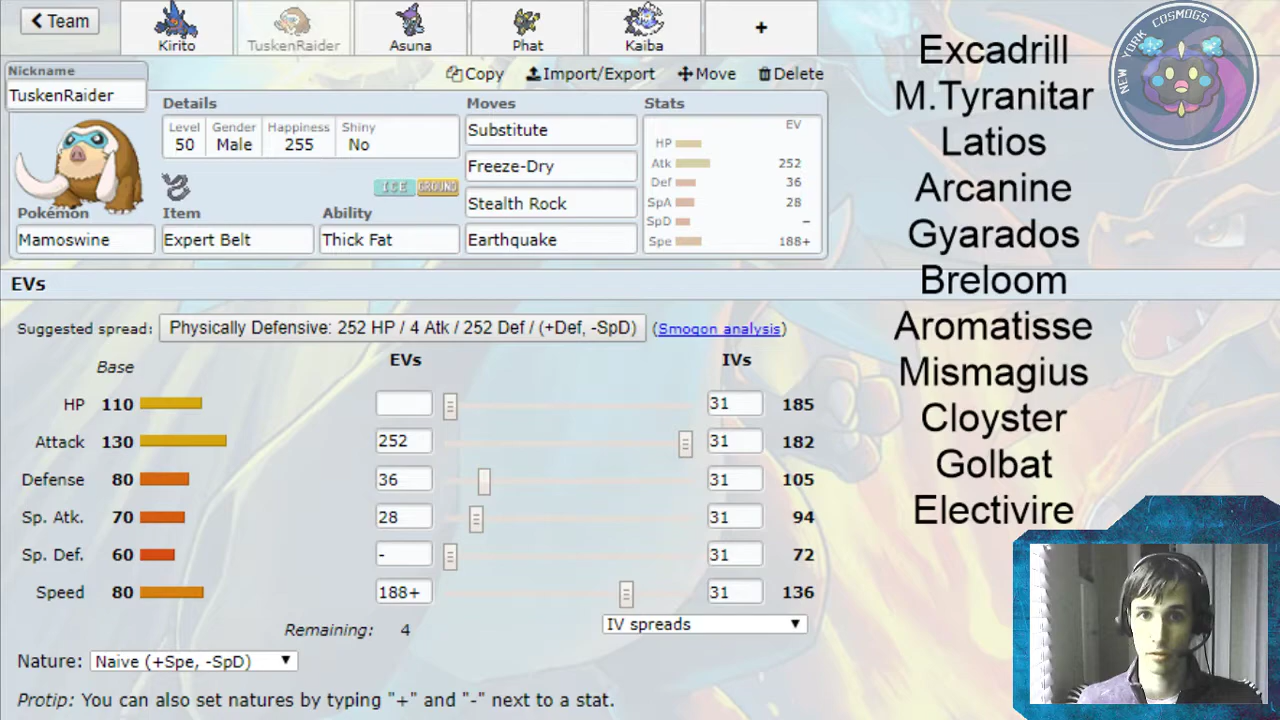 Team
Kirito
TuskenRaider
Asuna
Phat
Kaiba
+
Nickname
TuskenRaider
Copy Import/Export Move Delete
Details
Level Gender Happiness Shiny
50 Male 255 No
ICE GROUND
Pokémon Item Ability
Mamoswine Expert Belt Thick Fat
Moves
Substitute
Freeze-Dry
Stealth Rock
Earthquake
Stats
EV
HP
Atk 252
Def 36
SpA 28
SpD –
Spe 188+
EVs
Suggested spread: Physically Defensive: 252 HP / 4 Atk / 252 Def / (+Def, -SpD) (Smogon analysis)
Base EVs IVs
HP 110 31 185
Attack 130 252 31 182
Defense 80 36 31 105
Sp. Atk. 70 28 31 94
Sp. Def. 60 - 31 72
Speed 80 188+ 31 136
Remaining: 4
IV spreads
Nature: Naive (+Spe, -SpD)
Protip: You can also set natures by typing "+" and "-" next to a stat.
Excadrill
M.Tyranitar
Latios
Arcanine
Gyarados
Breloom
Aromatisse
Mismagius
Cloyster
Golbat
Electivire
NEW YORK COSMOGS